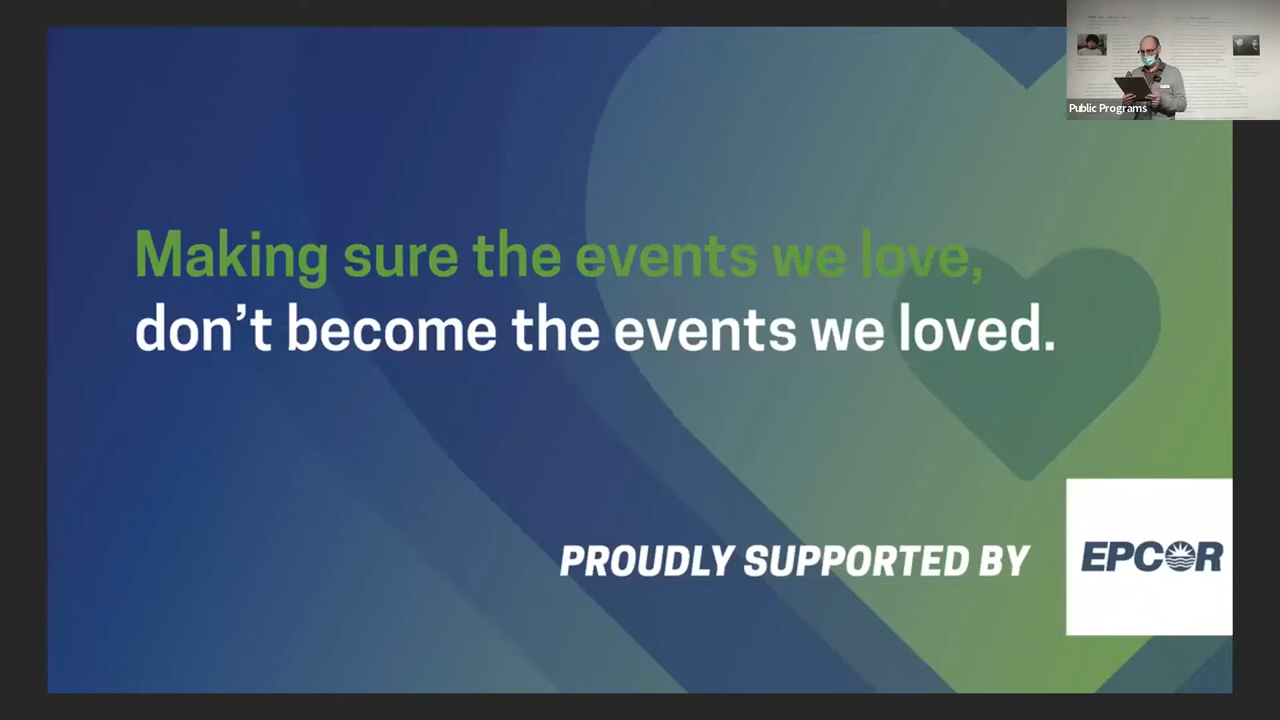 Making sure the events we love,
don’t become the events we loved.
PROUDLY SUPPORTED BY
EPCOR
Public Programs